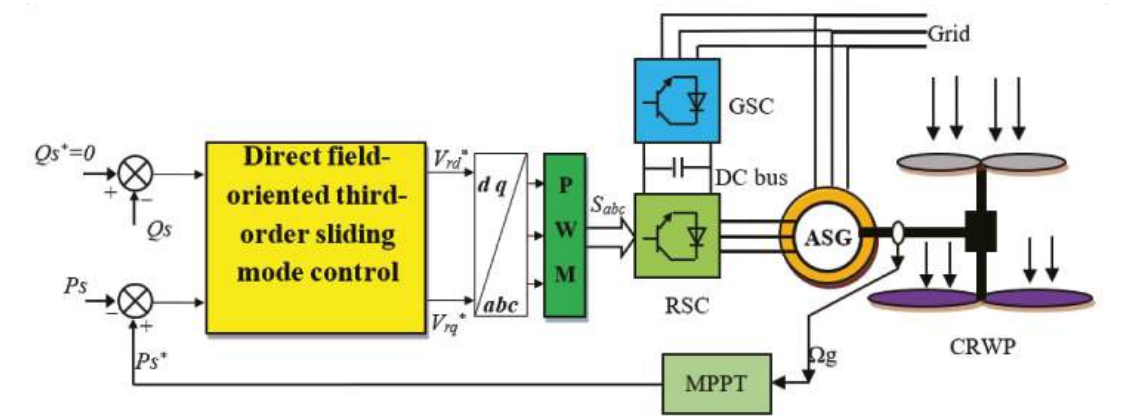 Grid
GSC
DC bus
Qs*=0
+
−
Qs
Direct field-
oriented third-
order sliding
mode control
Vrd*
Vrq*
d q
abc
P
W
M
Sabc
RSC
ASG
CRWP
Ps
−
+
Ps*
MPPT
Ωg